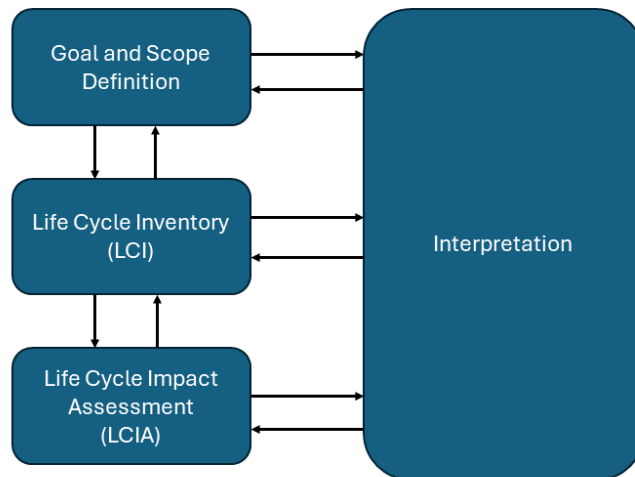 Goal and Scope
Definition
Life Cycle Inventory
(LCI)
Life Cycle Impact
Assessment
(LCIA)
Interpretation